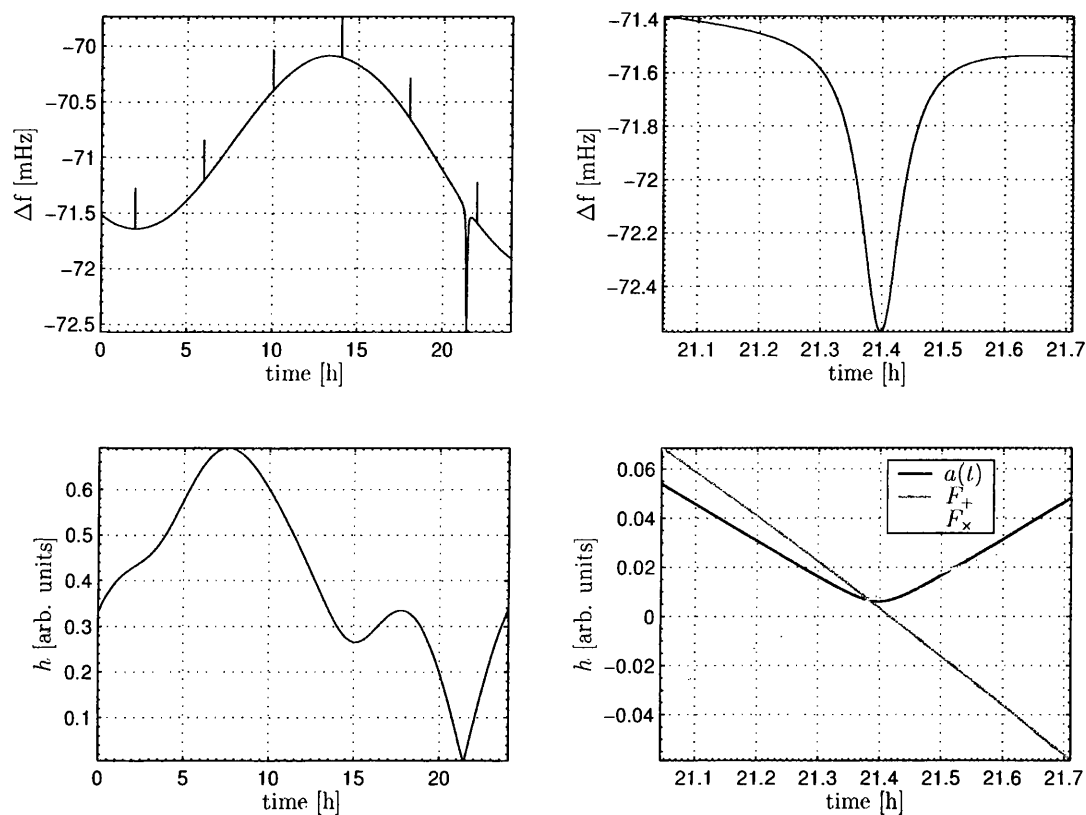 Δf [mHz]
−70
−70.5
−71
−71.5
−72
−72.5
0 5 10 15 20
time [h]
Δf [mHz]
−71.4
−71.6
−71.8
−72
−72.2
−72.4
21.1 21.2 21.3 21.4 21.5 21.6 21.7
time [h]
h [arb. units]
0.6
0.5
0.4
0.3
0.2
0.1
0 5 10 15 20
time [h]
h [arb. units]
0.06
0.04
0.02
0
−0.02
−0.04
a(t)
F₊
Fₓ
21.1 21.2 21.3 21.4 21.5 21.6 21.7
time [h]